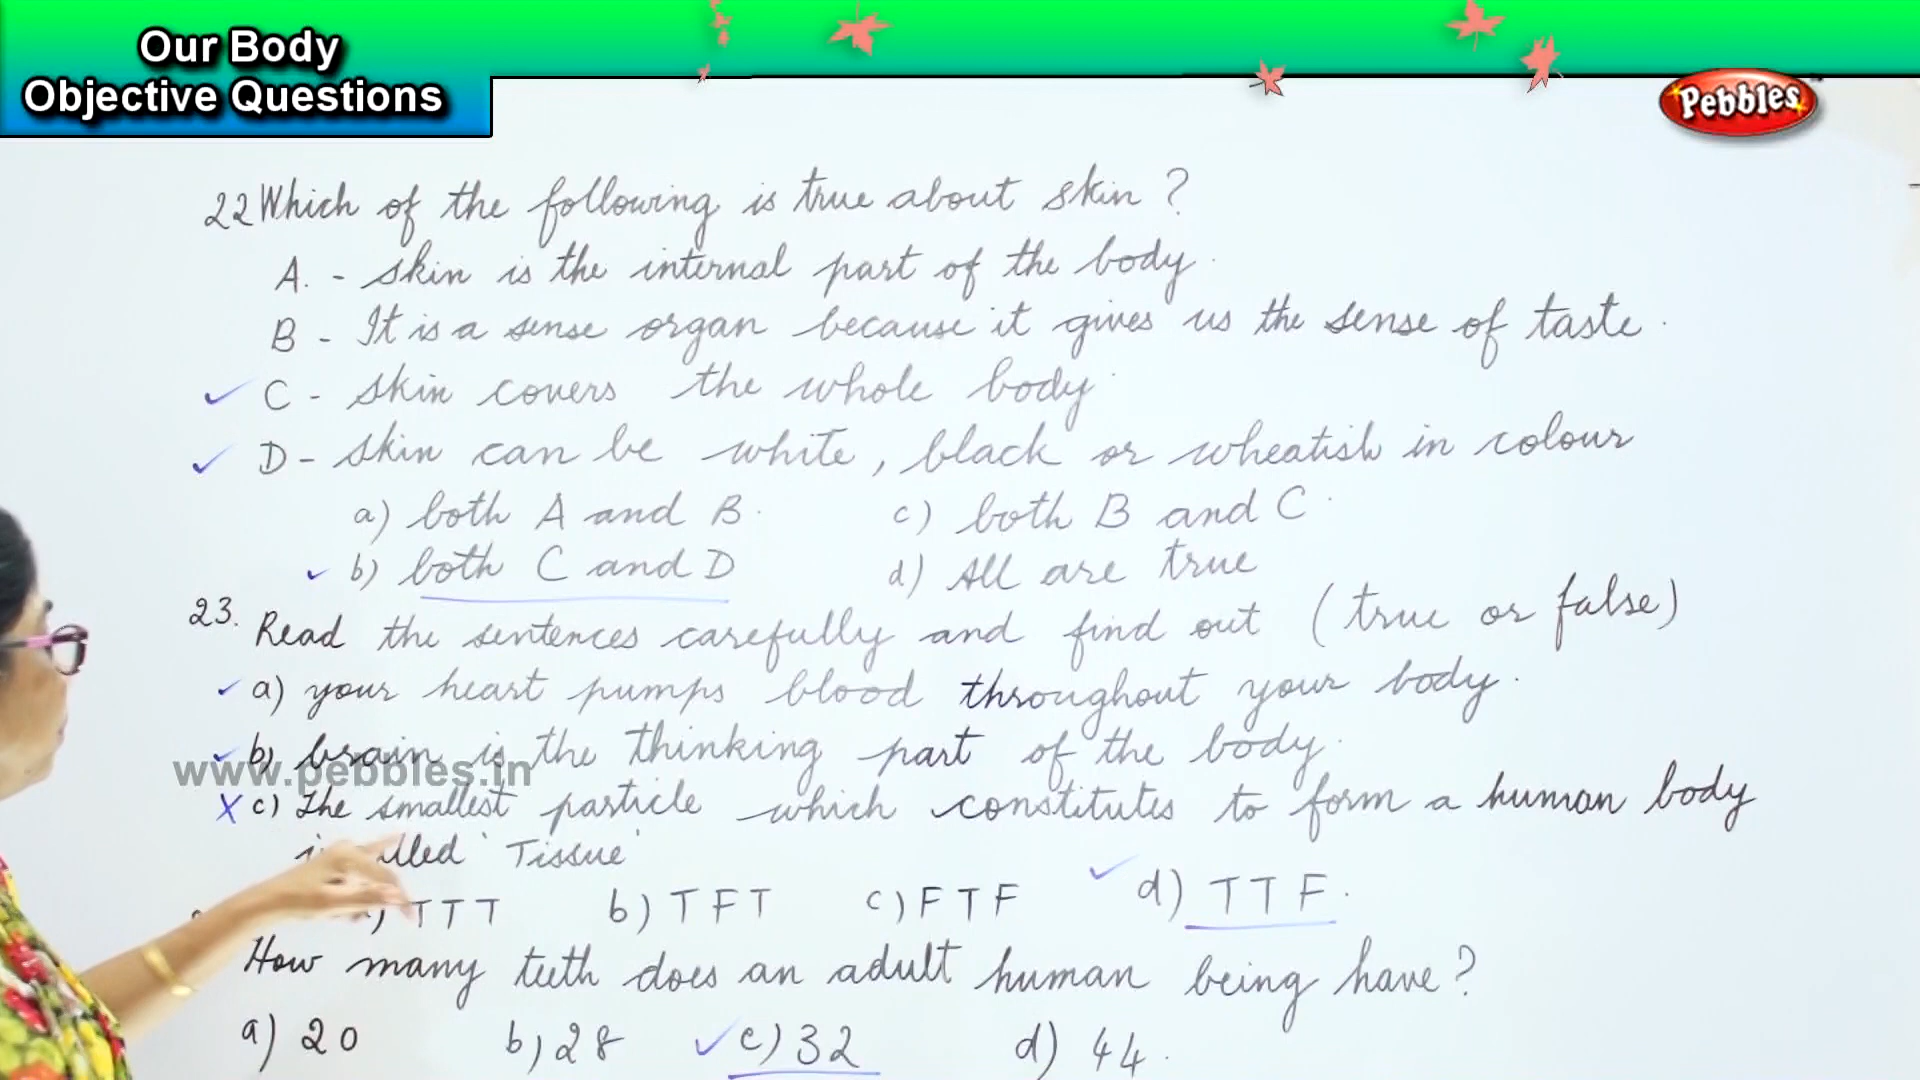 Our Body
Objective Questions
Pebbles
22 Which of the following is true about skin ?
A. - skin is the internal part of the body.
B - It is a sense organ because it gives us the sense of taste.
C - skin covers the whole body.
D - skin can be white, black or wheatish in colour
a) both A and B.
c) both B and C.
b) both C and D
d) All are true
23. Read the sentences carefully and find out (true or false)
a) your heart pumps blood throughout your body.
b) brain is the thinking part of the body.
www.pebbles.in
X c) The smallest particle which constitutes to form a human body
called 'Tissue'
a) TTT b) TFT c) FTF d) TTF.
How many teeth does an adult human being have?
a) 20 b) 28 c) 32 d) 44.